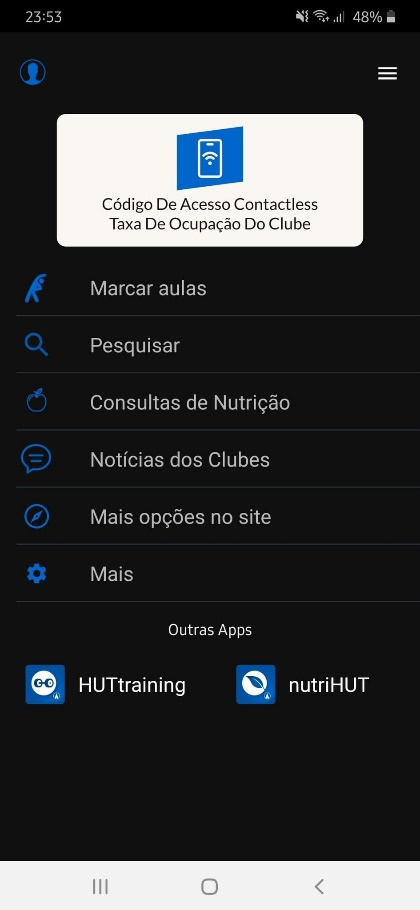 23:53
48%
Código De Acesso Contactless
Taxa De Ocupação Do Clube
Marcar aulas
Pesquisar
Consultas de Nutrição
Notícias dos Clubes
Mais opções no site
Mais
Outras Apps
HUTtraining
nutriHUT